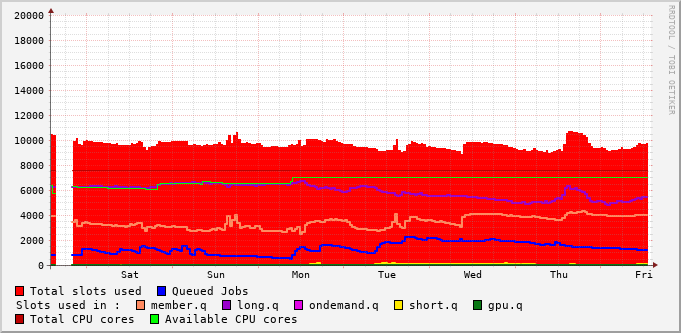 20000
18000
16000
14000
12000
10000
8000
6000
4000
2000
0
Sat Sun Mon Tue Wed Thu Fri
RRDTOOL / TOBI OETIKER
Total slots used Queued Jobs
Slots used in : member.q long.q ondemand.q short.q gpu.q
Total CPU cores Available CPU cores